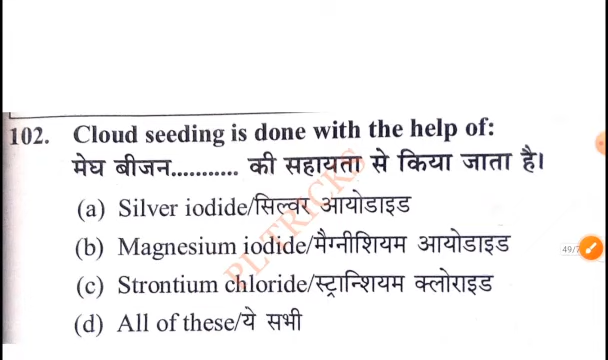 102. Cloud seeding is done with the help of:
मेघ बीजन........... की सहायता से किया जाता है।
(a) Silver iodide/सिल्वर आयोडाइड
(b) Magnesium iodide/मैग्नीशियम आयोडाइड
(c) Strontium chloride/स्ट्रान्शियम क्लोराइड
(d) All of these/ये सभी
PLTRICKS